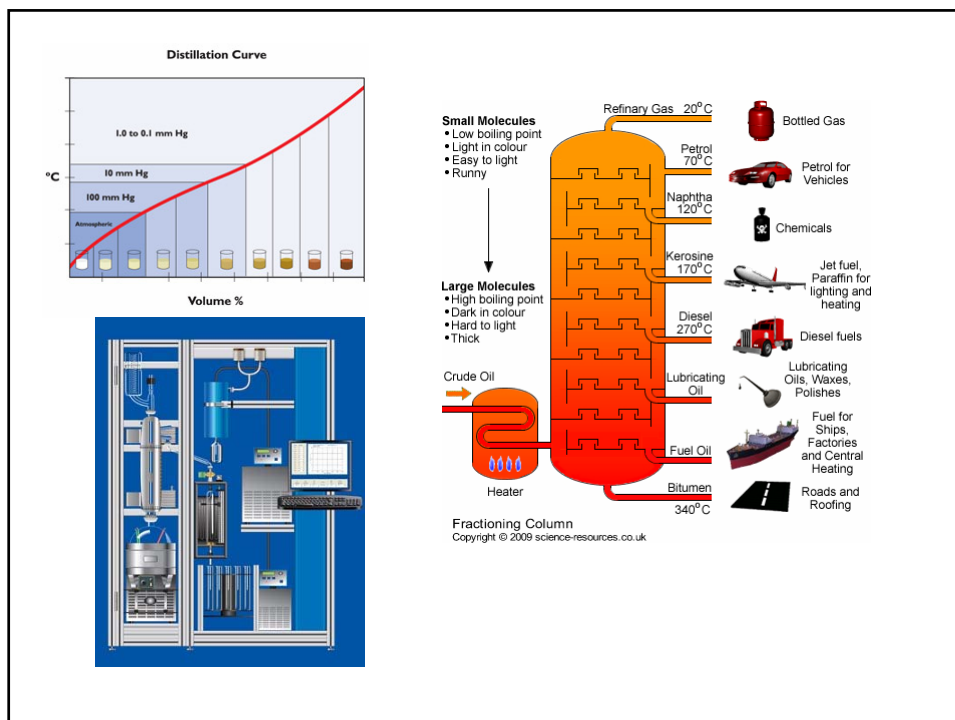 Distillation Curve
1.0 to 0.1 mm Hg
10 mm Hg
100 mm Hg
Atmospheric
ºC
Volume %
Small Molecules
• Low boiling point
• Light in colour
• Easy to light
• Runny
Large Molecules
• High boiling point
• Dark in colour
• Hard to light
• Thick
Crude Oil
Heater
Refinary Gas 20°C
Petrol
70°C
Naphtha
120°C
Kerosine
170°C
Diesel
270°C
Lubricating
Oil
Fuel Oil
Bitumen
340°C
Bottled Gas
Petrol for
Vehicles
Chemicals
Jet fuel,
Paraffin for
lighting and
heating
Diesel fuels
Lubricating
Oils, Waxes,
Polishes
Fuel for
Ships,
Factories
and Central
Heating
Roads and
Roofing
Fractioning Column
Copyright © 2009 science-resources.co.uk